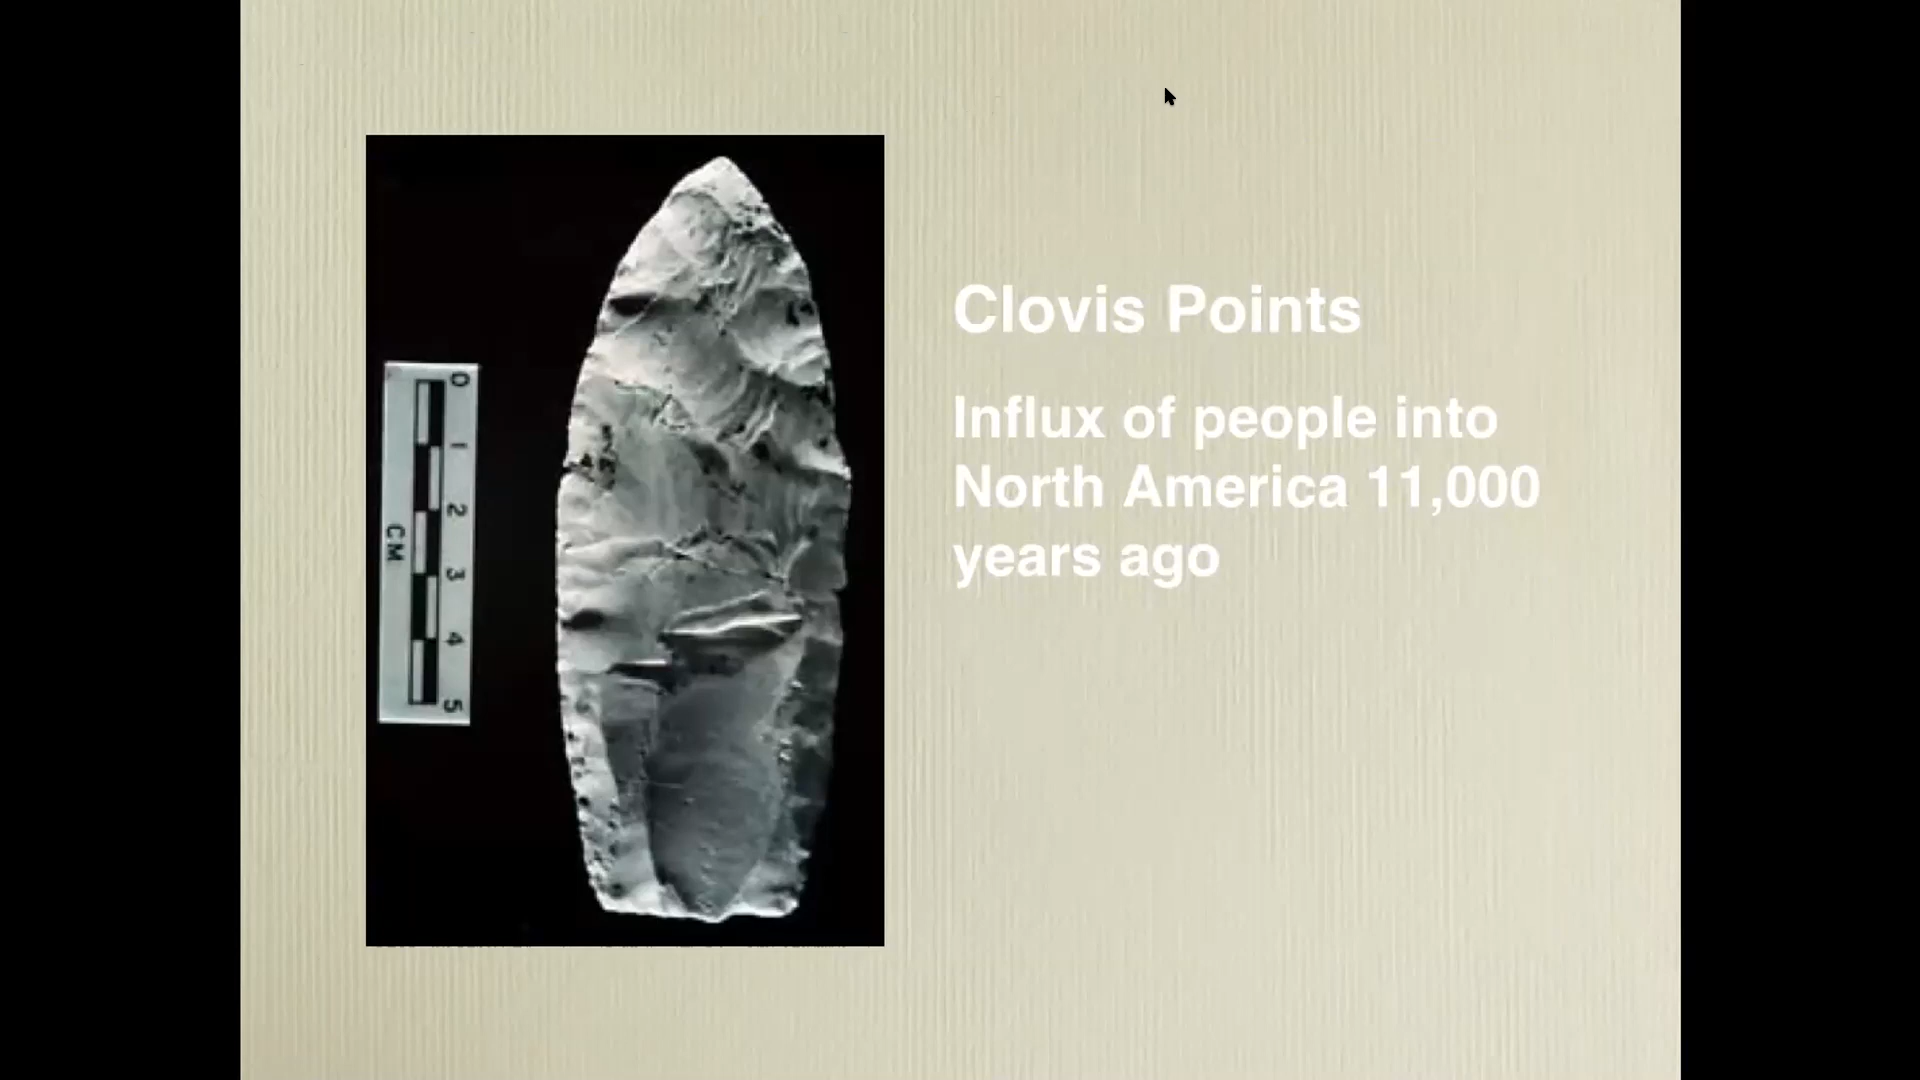 0
1
2
3
4
5
CM
Clovis Points
Influx of people into
North America 11,000
years ago